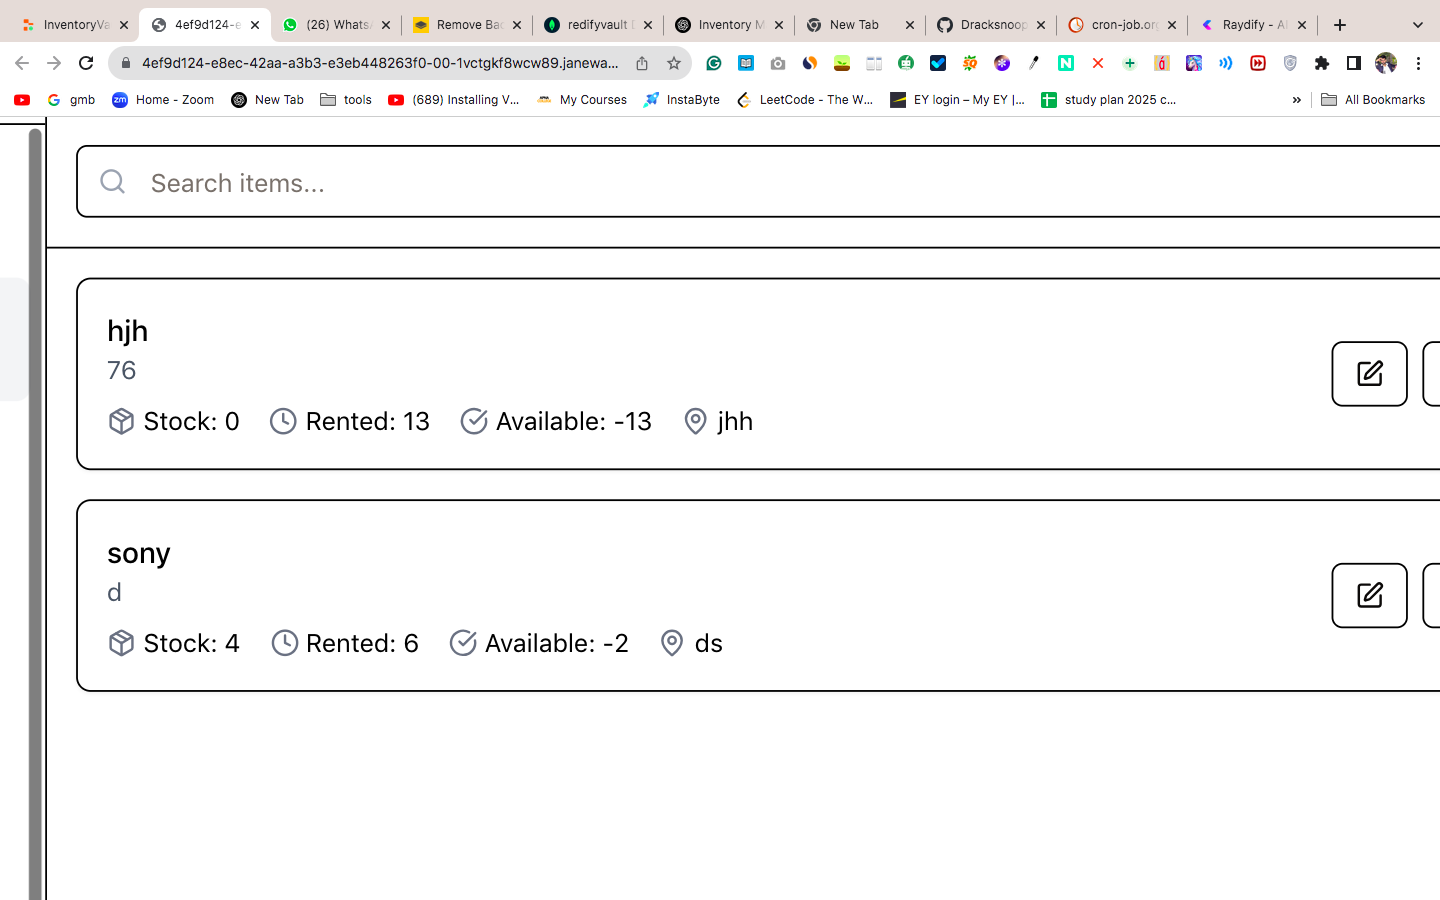 InventoryVa
4ef9d124-e
(26) Whats
Remove Bac
redifyvault
Inventory M
New Tab
Dracksnoop
cron-job.org
Raydify - A
4ef9d124-e8ec-42aa-a3b3-e3eb448263f0-00-1vctgkf8wcw89.janewa...
gmb
Home - Zoom
New Tab
tools
(689) Installing V...
My Courses
InstaByte
LeetCode - The W...
EY login – My EY |...
study plan 2025 c...
»
All Bookmarks
Search items...
hjh
76
Stock: 0 Rented: 13 Available: -13 jhh
sony
d
Stock: 4 Rented: 6 Available: -2 ds